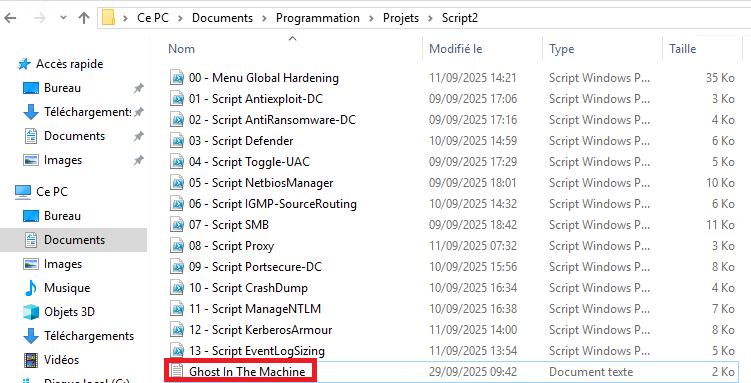 Ce PC > Documents > Programmation > Projets > Script2
Nom Modifié le Type Taille
Accès rapide
Bureau
Téléchargements
Documents
Images
Ce PC
Bureau
Documents
Images
Musique
Objets 3D
Téléchargements
Vidéos
00 - Menu Global Hardening 11/09/2025 14:21 Script Windows P... 35 Ko
01 - Script Antiexploit-DC 09/09/2025 17:06 Script Windows P... 3 Ko
02 - Script AntiRansomware-DC 09/09/2025 17:16 Script Windows P... 4 Ko
03 - Script Defender 10/09/2025 14:59 Script Windows P... 6 Ko
04 - Script Toggle-UAC 09/09/2025 17:29 Script Windows P... 5 Ko
05 - Script NetbiosManager 09/09/2025 18:01 Script Windows P... 10 Ko
06 - Script IGMP-SourceRouting 10/09/2025 14:32 Script Windows P... 6 Ko
07 - Script SMB 09/09/2025 18:42 Script Windows P... 11 Ko
08 - Script Proxy 11/09/2025 07:32 Script Windows P... 3 Ko
09 - Script Portsecure-DC 09/09/2025 15:56 Script Windows P... 8 Ko
10 - Script CrashDump 09/09/2025 16:34 Script Windows P... 4 Ko
11 - Script ManageNTLM 10/09/2025 16:38 Script Windows P... 7 Ko
12 - Script KerberosArmour 11/09/2025 14:00 Script Windows P... 8 Ko
13 - Script EventLogSizing 11/09/2025 13:54 Script Windows P... 5 Ko
Ghost In The Machine 29/09/2025 09:42 Document texte 2 Ko